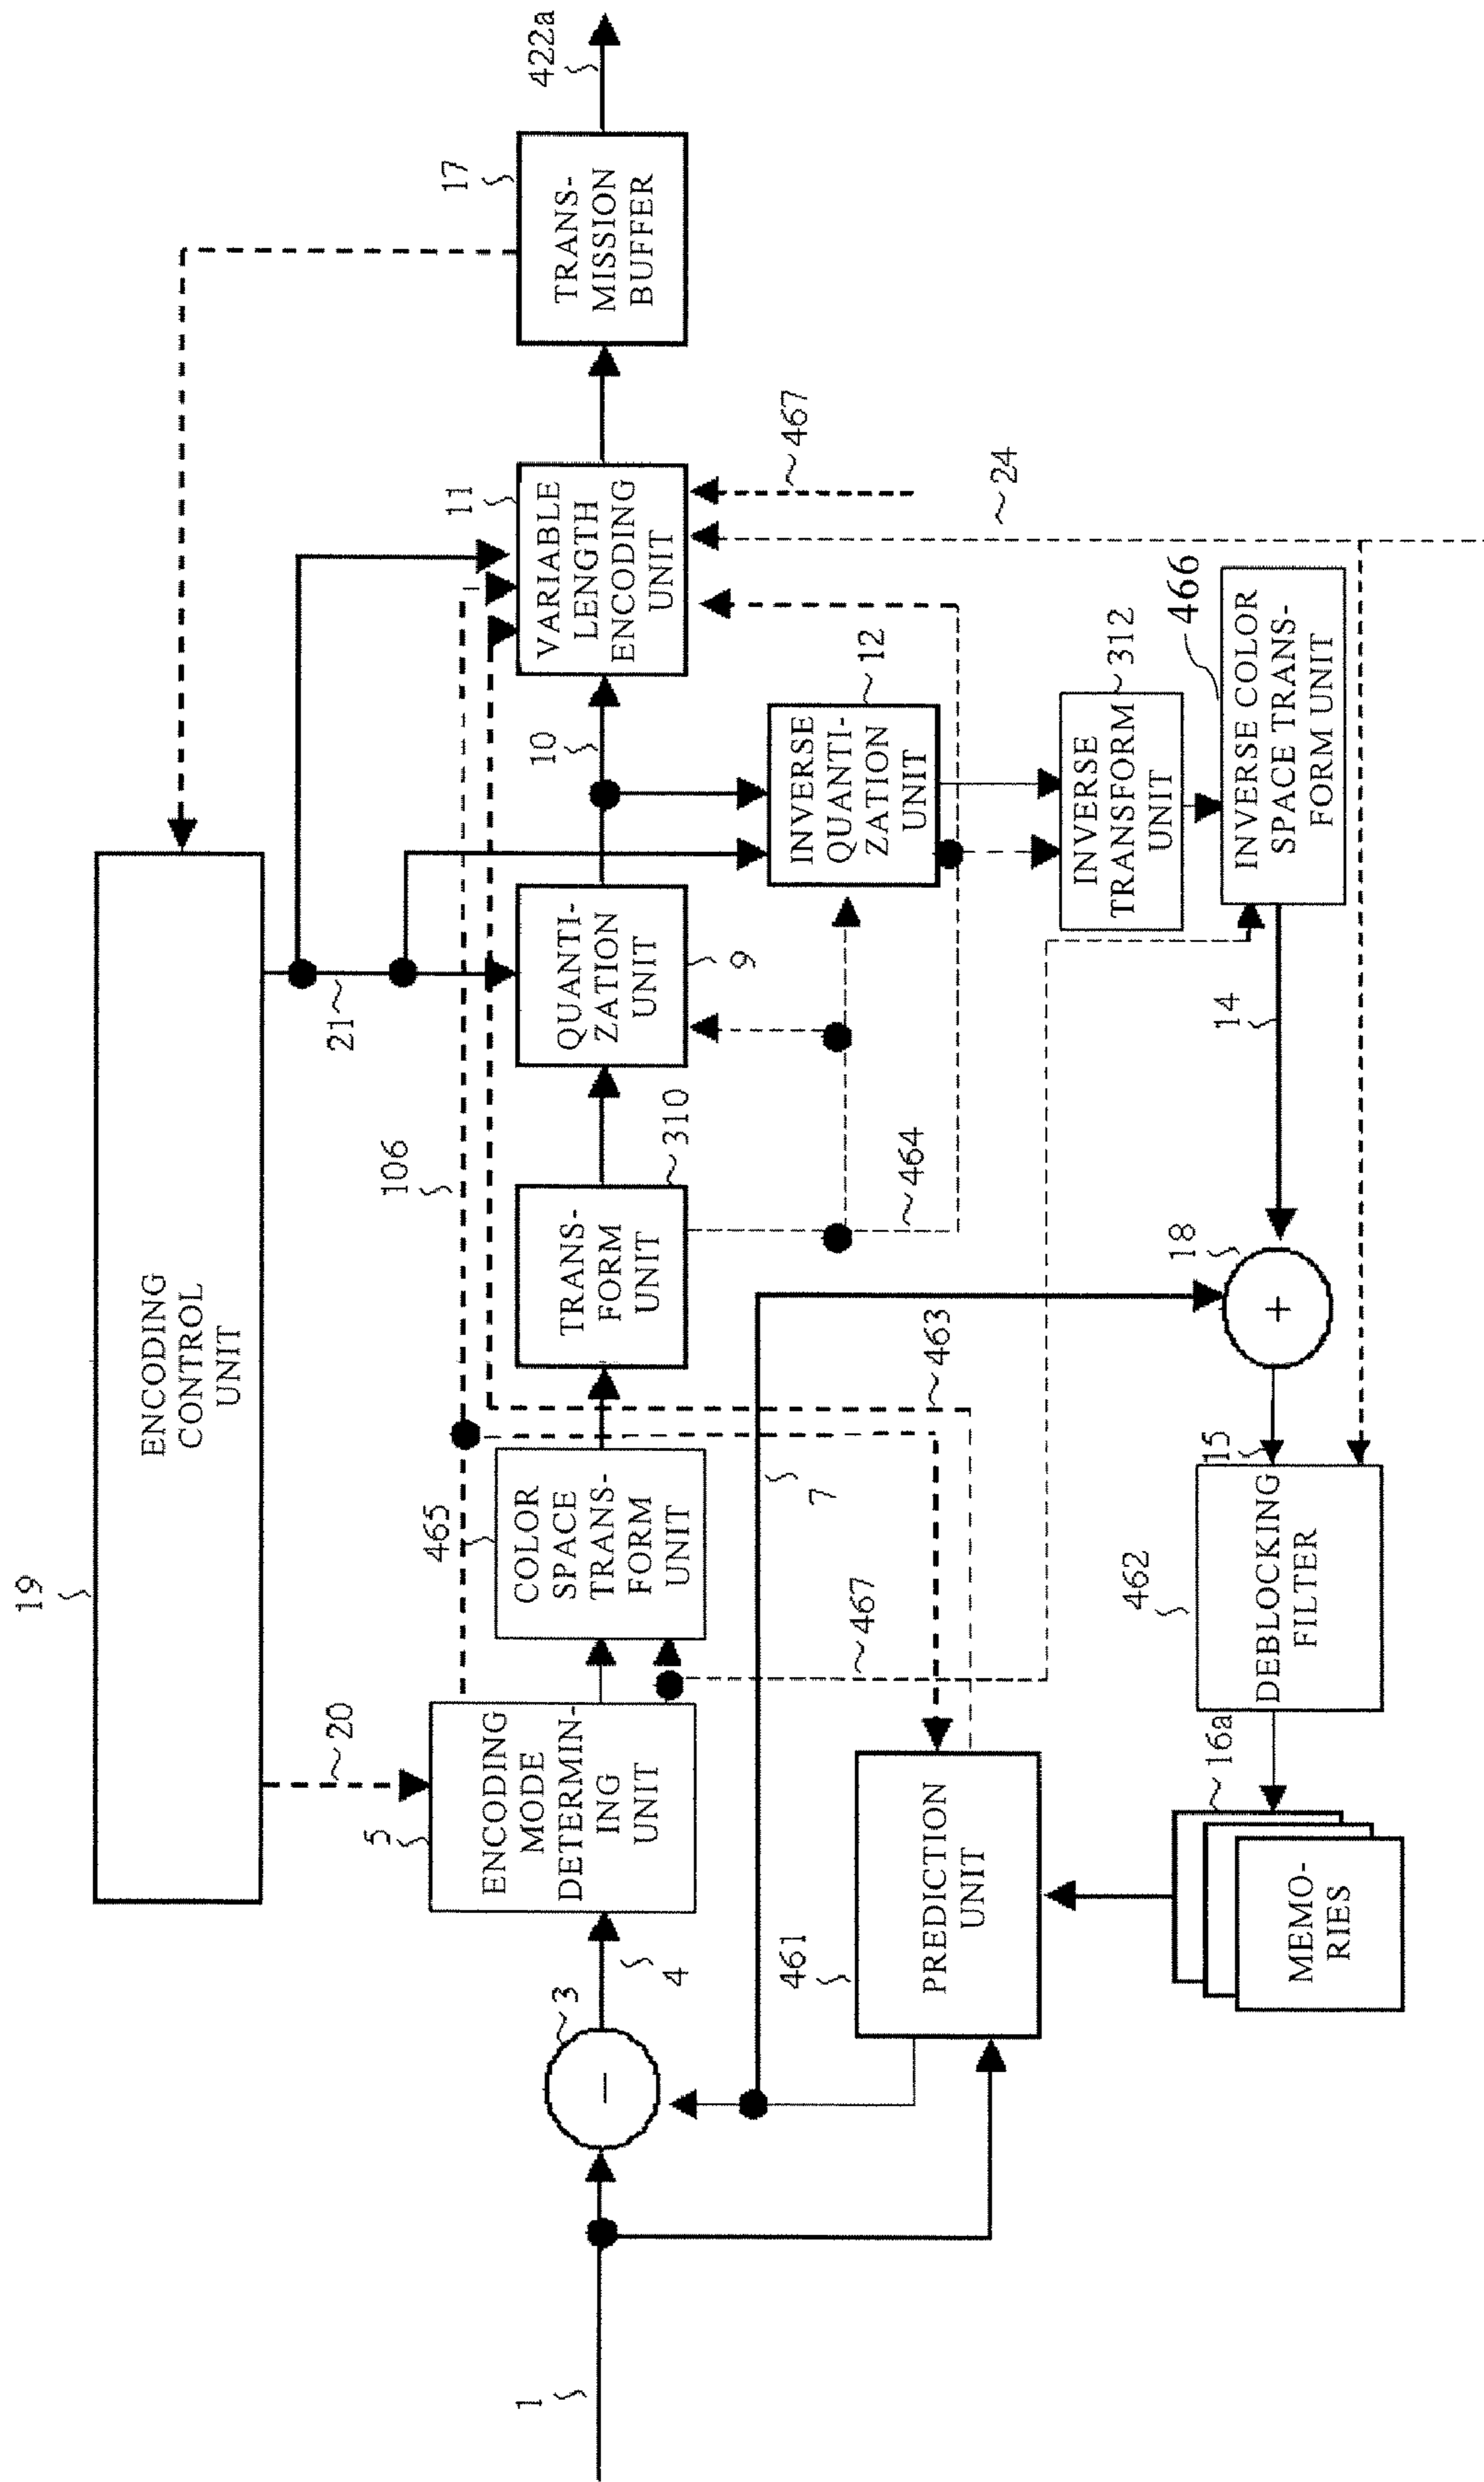 19
ENCODING
CONTROL
UNIT
20
21
106
1
3
4
5
ENCODING
MODE
DETERMIN-
ING
UNIT
465
COLOR
SPACE
TRANS-
FORM
UNIT
TRANS-
FORM
UNIT
310
QUANTI-
ZATION
UNIT
9
10
11
VARIABLE
LENGTH
ENCODING
UNIT
17
TRANS-
MISSION
BUFFER
422a
467
24
464
463
7
467
INVERSE
QUANTI-
ZATION
UNIT
12
INVERSE
TRANSFORM
UNIT
312
466
INVERSE COLOR
SPACE TRANS-
FORM UNIT
14
18
+
15
461
PREDICTION
UNIT
462
DEBLOCKING
FILTER
16a
MEMO-
RIES